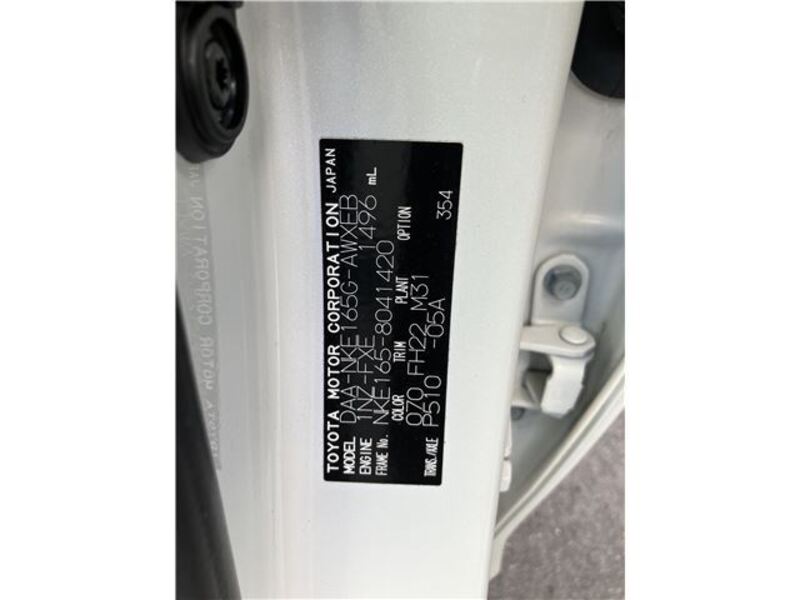 TOYOTA MOTOR CORPORATION JAPAN
MODEL DAA-NKE165G-AWXEB
ENGINE 1NZ-FXE 1496 mL
FRAME No. NKE165-8041420
COLOR TRIM PLANT OPTION
070 FH22 M31 354
TRANS./AXLE P510 -05A